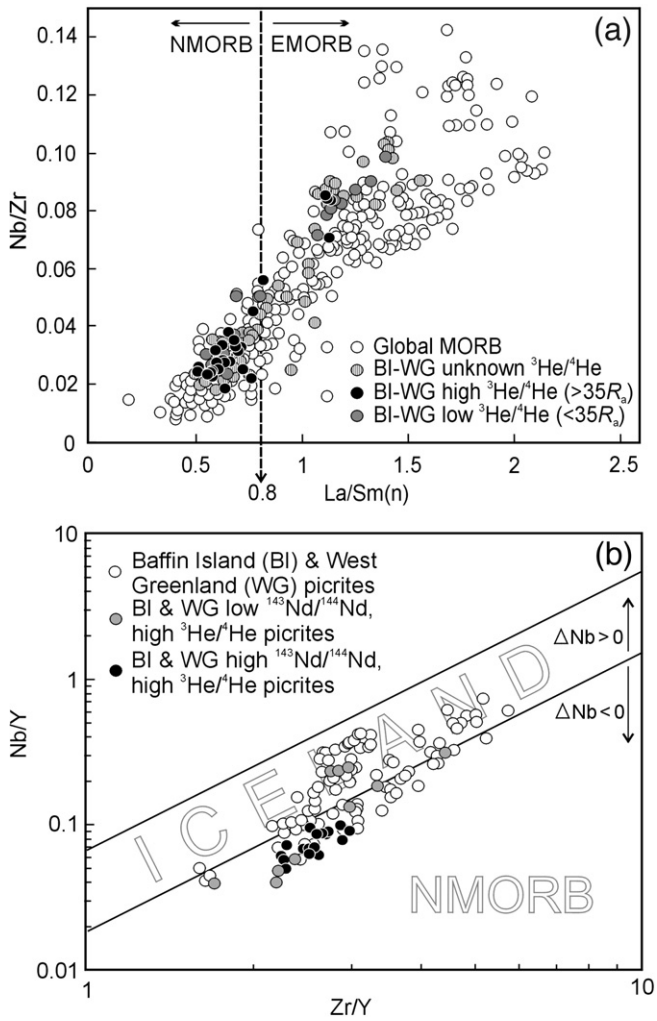 (a)
NMORB EMORB
0.14
0.12
0.10
0.08
0.06
0.04
0.02
0
Nb/Zr
Global MORB
BI-WG unknown ³He/⁴He
BI-WG high ³He/⁴He (>35Rₐ)
BI-WG low ³He/⁴He (<35Rₐ)
0 0.5 1 1.5 2 2.5
0.8
La/Sm(n)
(b)
10
1
0.1
0.01
Nb/Y
Baffin Island (BI) & West
Greenland (WG) picrites
BI & WG low ¹⁴³Nd/¹⁴⁴Nd,
high ³He/⁴He picrites
BI & WG high ¹⁴³Nd/¹⁴⁴Nd,
high ³He/⁴He picrites
ΔNb>0
ΔNb<0
ICELAND
NMORB
1 10
Zr/Y